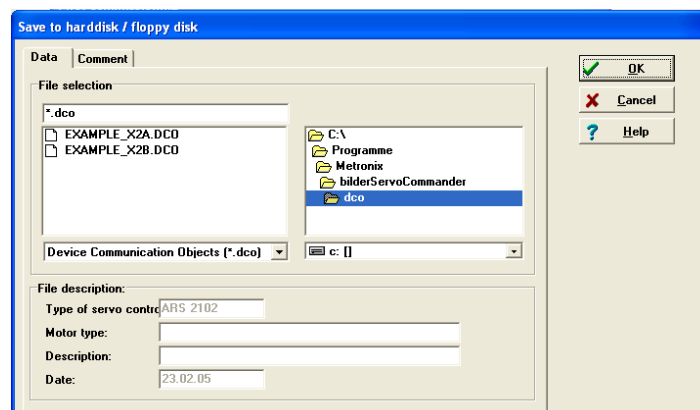 Save to harddisk / floppy disk
Data
Comment
File selection
*.dco
EXAMPLE_X2A.DCO
EXAMPLE_X2B.DCO
Device Communication Objects (*.dco)
C:\
Programme
Metronix
bilderServoCommander
dco
c: []
File description:
Type of servo contro
ARS 2102
Motor type:
Description:
Date:
23.02.05
OK
Cancel
Help